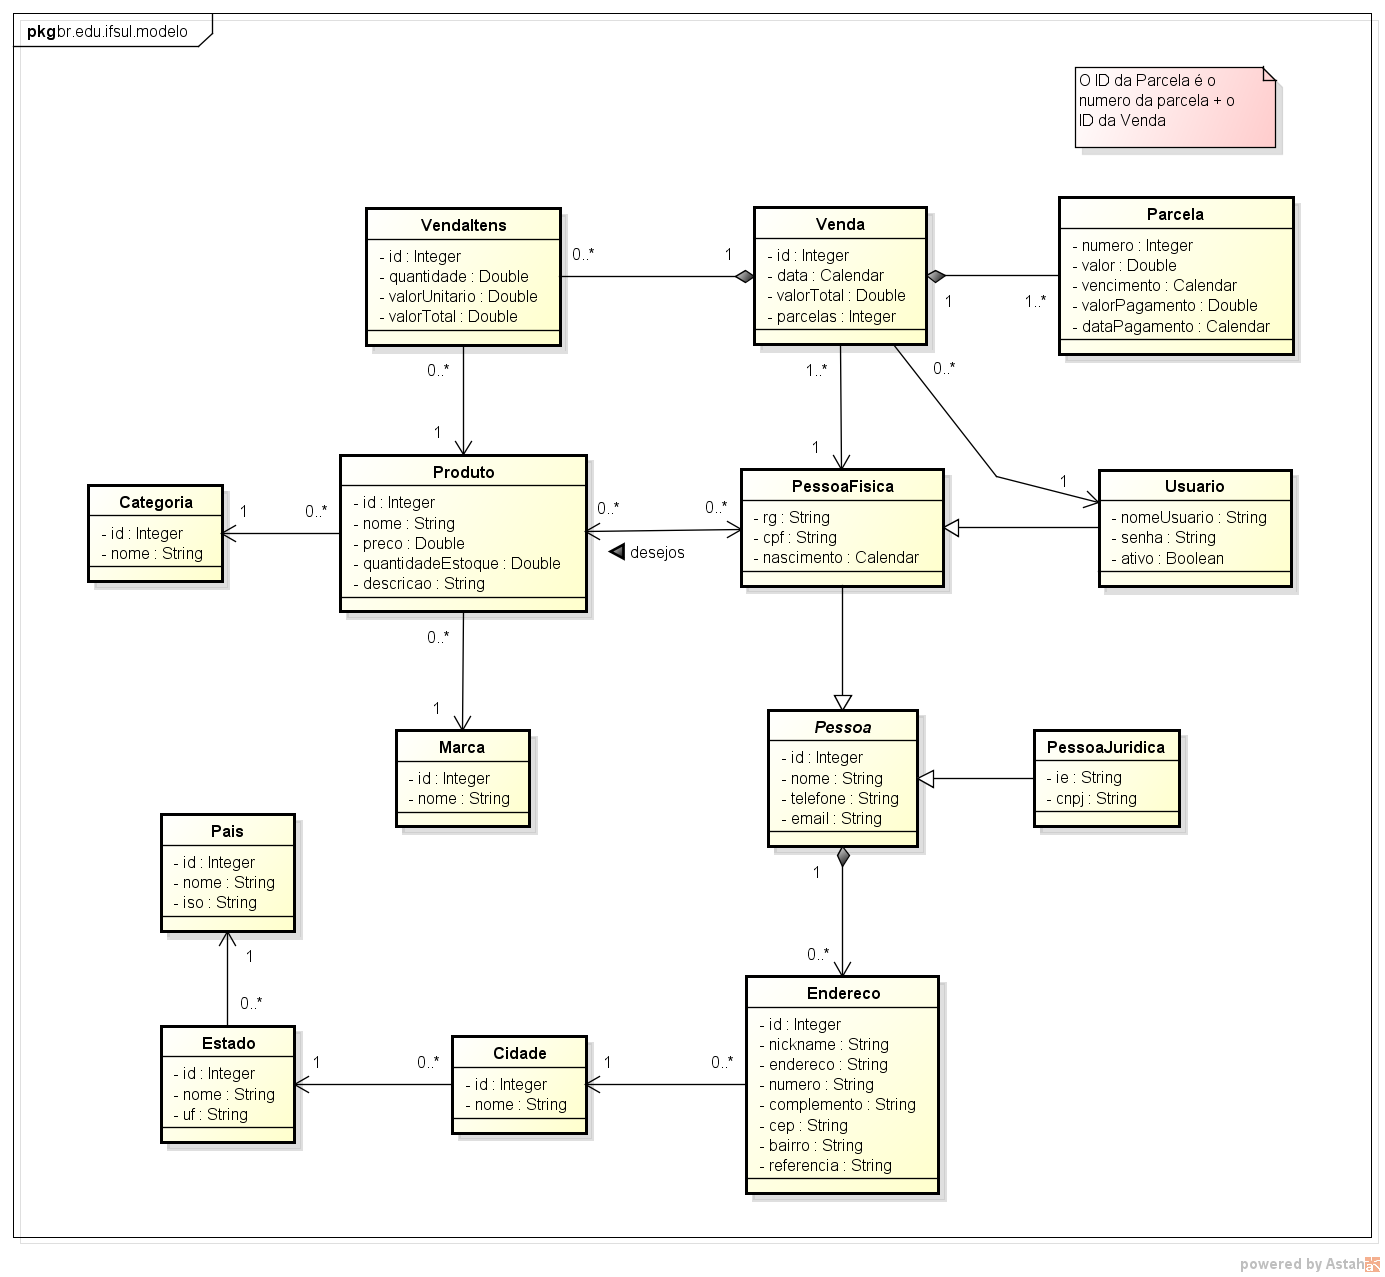 pkgbr.edu.ifsul.modelo
O ID da Parcela é o
numero da parcela + o
ID da Venda
VendaItens
- id : Integer
- quantidade : Double
- valorUnitario : Double
- valorTotal : Double
0..*
1
Venda
- id : Integer
- data : Calendar
- valorTotal : Double
- parcelas : Integer
1
1..*
Parcela
- numero : Integer
- valor : Double
- vencimento : Calendar
- valorPagamento : Double
- dataPagamento : Calendar
0..*
1
1..*
1
0..*
1
Categoria
- id : Integer
- nome : String
1
0..*
Produto
- id : Integer
- nome : String
- preco : Double
- quantidadeEstoque : Double
- descricao : String
0..*
0..*
desejos
PessoaFisica
- rg : String
- cpf : String
- nascimento : Calendar
Usuario
- nomeUsuario : String
- senha : String
- ativo : Boolean
0..*
1
Marca
- id : Integer
- nome : String
Pessoa
- id : Integer
- nome : String
- telefone : String
- email : String
PessoaJuridica
- ie : String
- cnpj : String
Pais
- id : Integer
- nome : String
- iso : String
1
0..*
1
0..*
Estado
- id : Integer
- nome : String
- uf : String
1
0..*
Cidade
- id : Integer
- nome : String
1
0..*
Endereco
- id : Integer
- nickname : String
- endereco : String
- numero : String
- complemento : String
- cep : String
- bairro : String
- referencia : String
powered by Astah